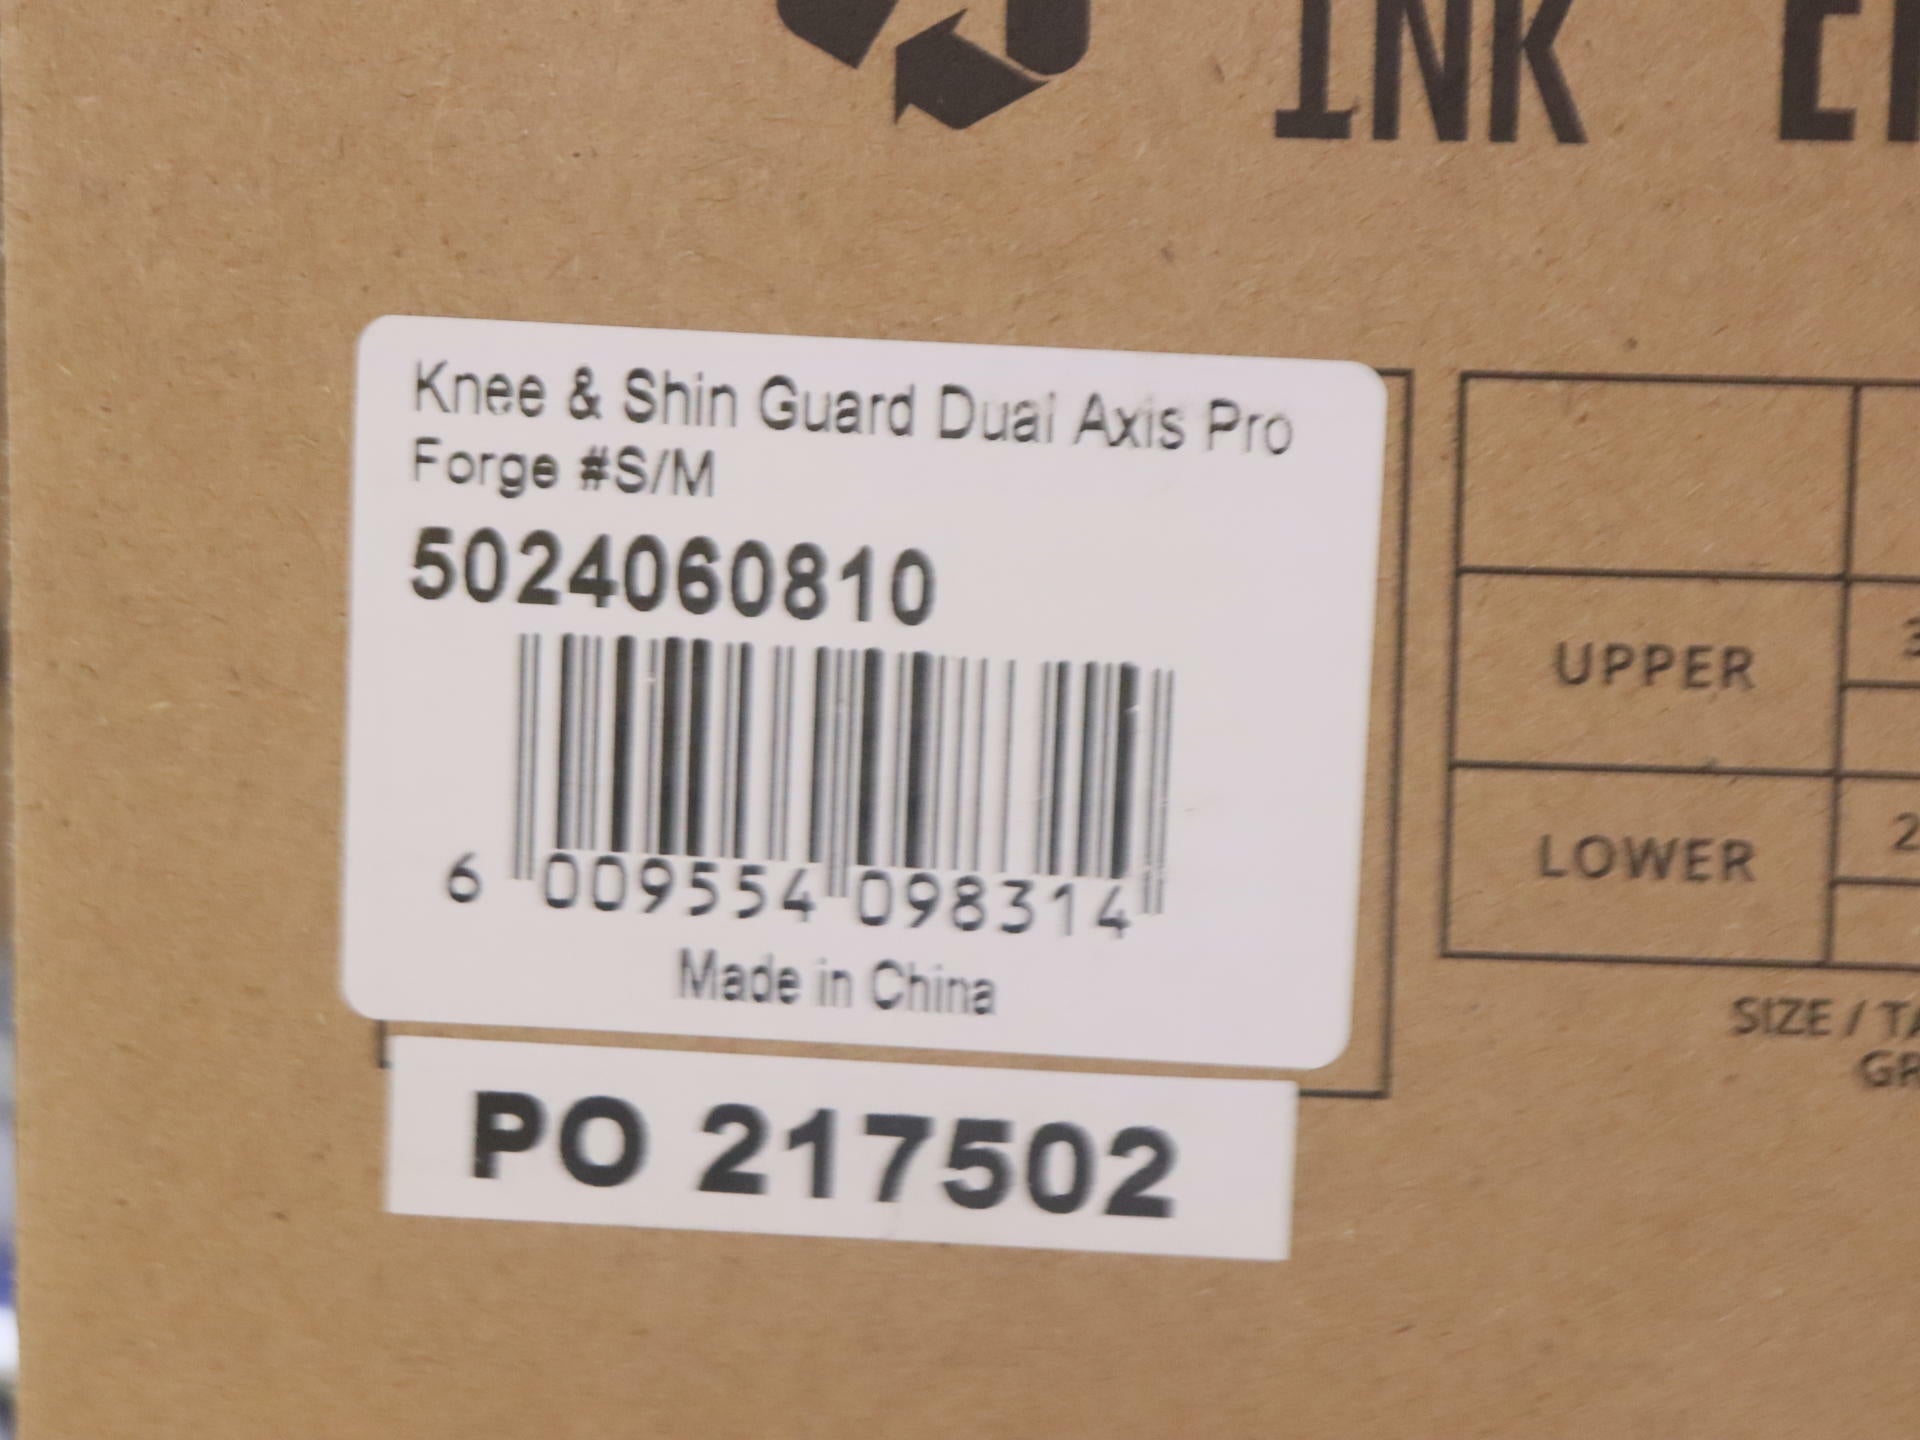 INK
Knee & Shin Guard Dual Axis Pro
Forge #S/M
5024060810
6 009554 098314
Made in China
PO 217502
UPPER
LOWER
SIZE /